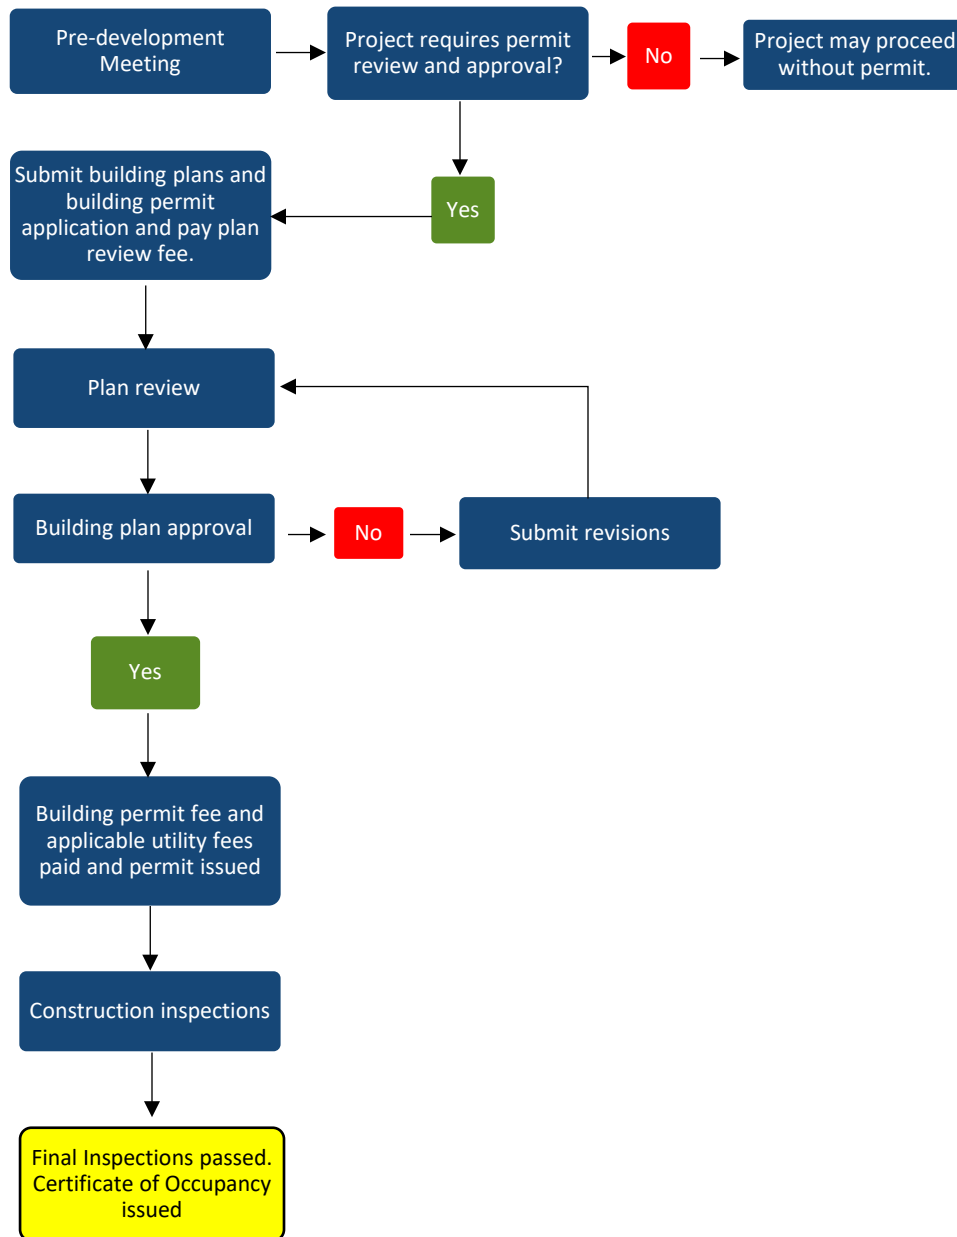 Pre-development
Meeting
Project requires permit
review and approval?
No
Project may proceed
without permit.
Yes
Submit building plans and
building permit
application and pay plan
review fee.
Plan review
Building plan approval
No
Submit revisions
Yes
Building permit fee and
applicable utility fees
paid and permit issued
Construction inspections
Final Inspections passed.
Certificate of Occupancy
issued